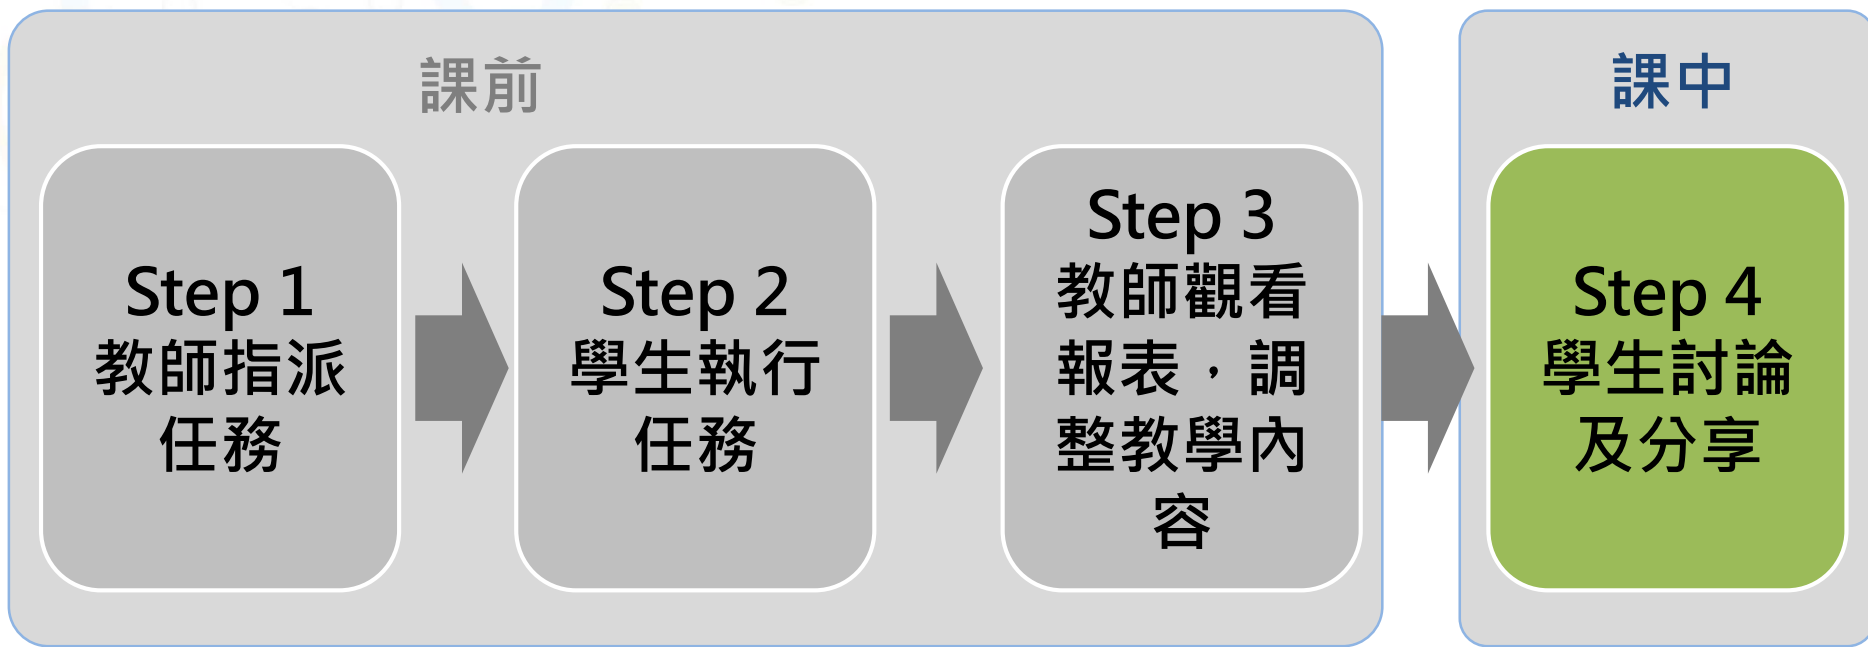 課前
Step 1
教師指派
任務
Step 2
學生執行
任務
Step 3
教師觀看
報表，調
整教學內
容
課中
Step 4
學生討論
及分享